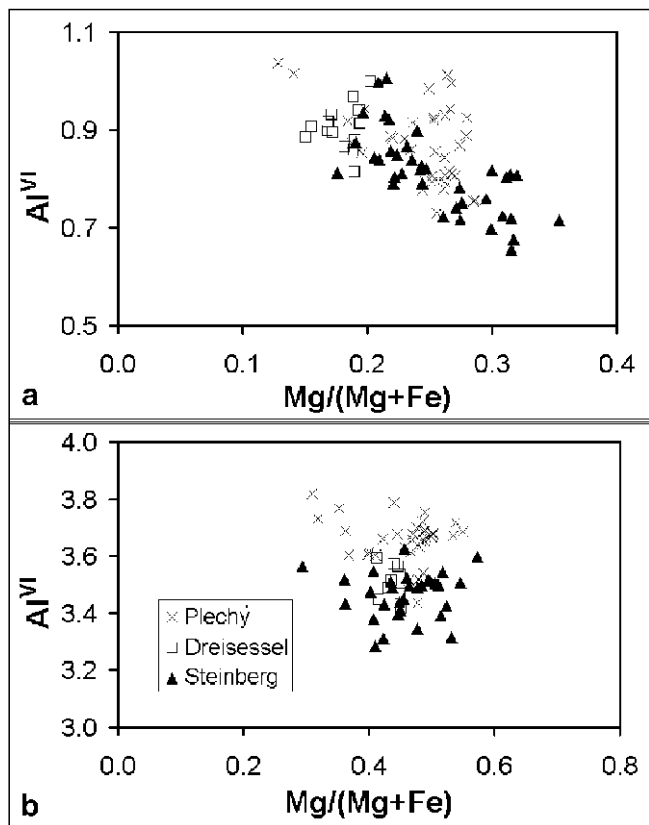 1.1
0.9
0.7
0.5
Al^VI
0.0 0.1 0.2 0.3 0.4
a Mg/(Mg+Fe)
4.0
3.8
3.6
3.4
3.2
3.0
Al^VI
Plechý
Dreisessel
Steinberg
0.0 0.2 0.4 0.6 0.8
b Mg/(Mg+Fe)